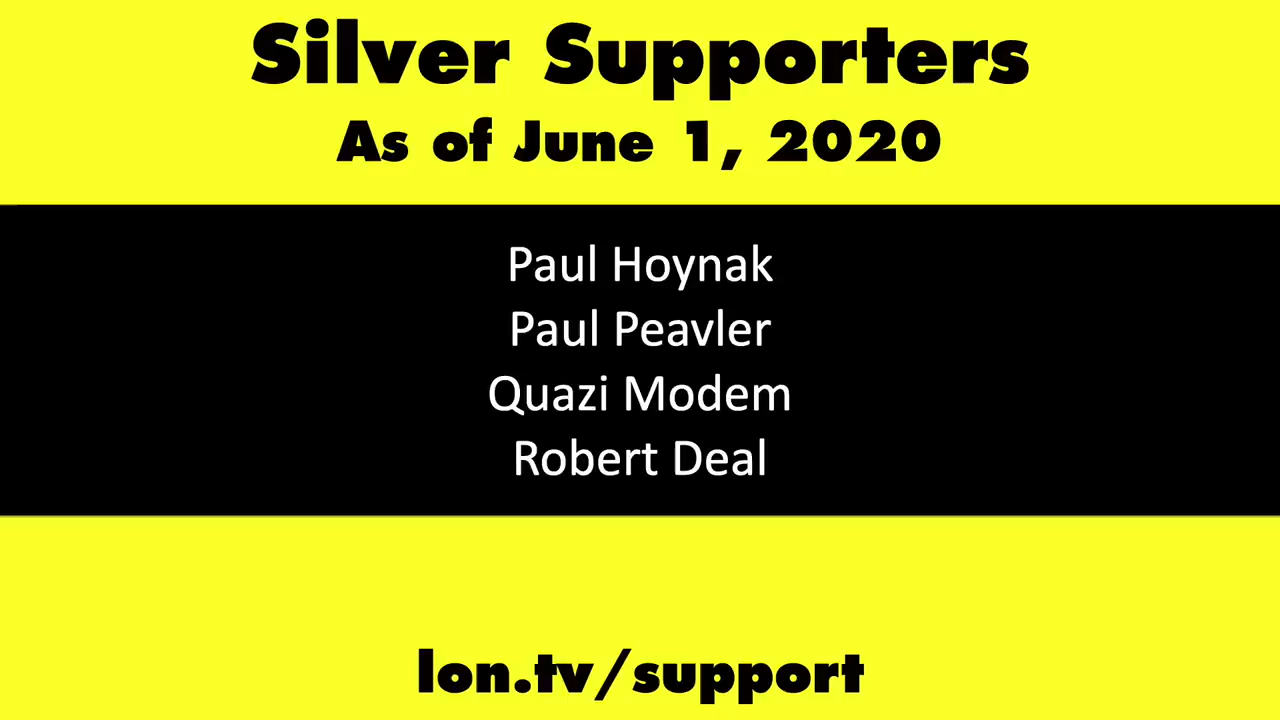 Silver Supporters
As of June 1, 2020
Paul Hoynak
Paul Peavler
Quazi Modem
Robert Deal
lon.tv/support